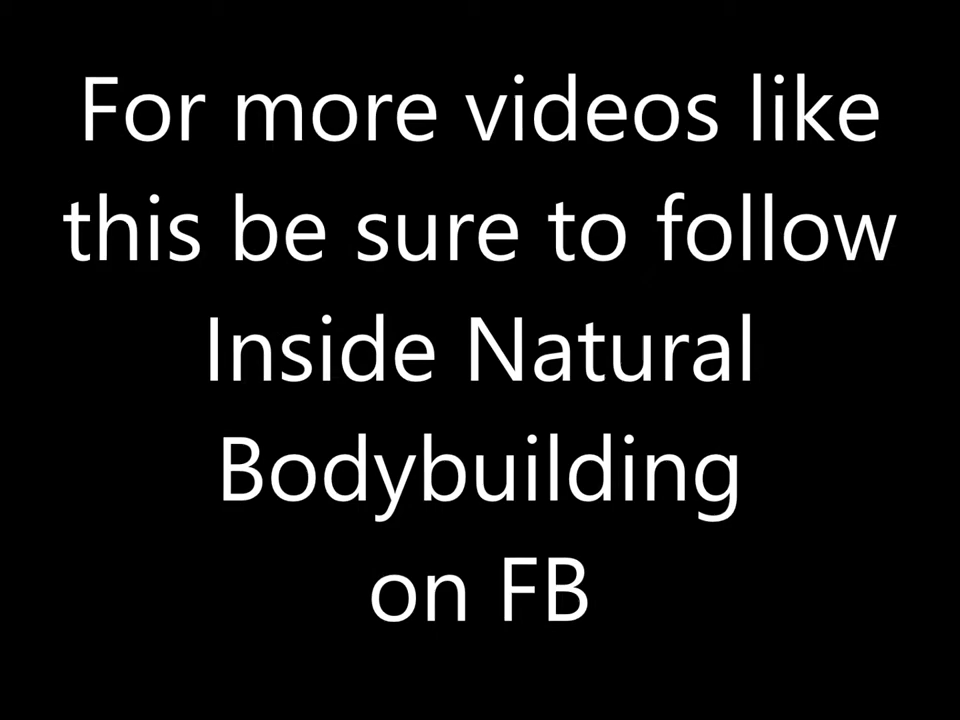 For more videos like
this be sure to follow
Inside Natural
Bodybuilding
on FB